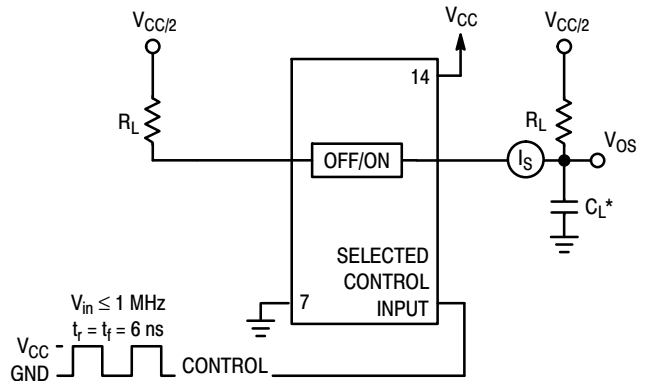 V_CC/2
V_CC
V_CC/2
14
R_L
R_L
V_OS
OFF/ON
I_S
C_L*
SELECTED
CONTROL
INPUT
7
V_in ≤ 1 MHz
t_r = t_f = 6 ns
V_CC
GND
CONTROL